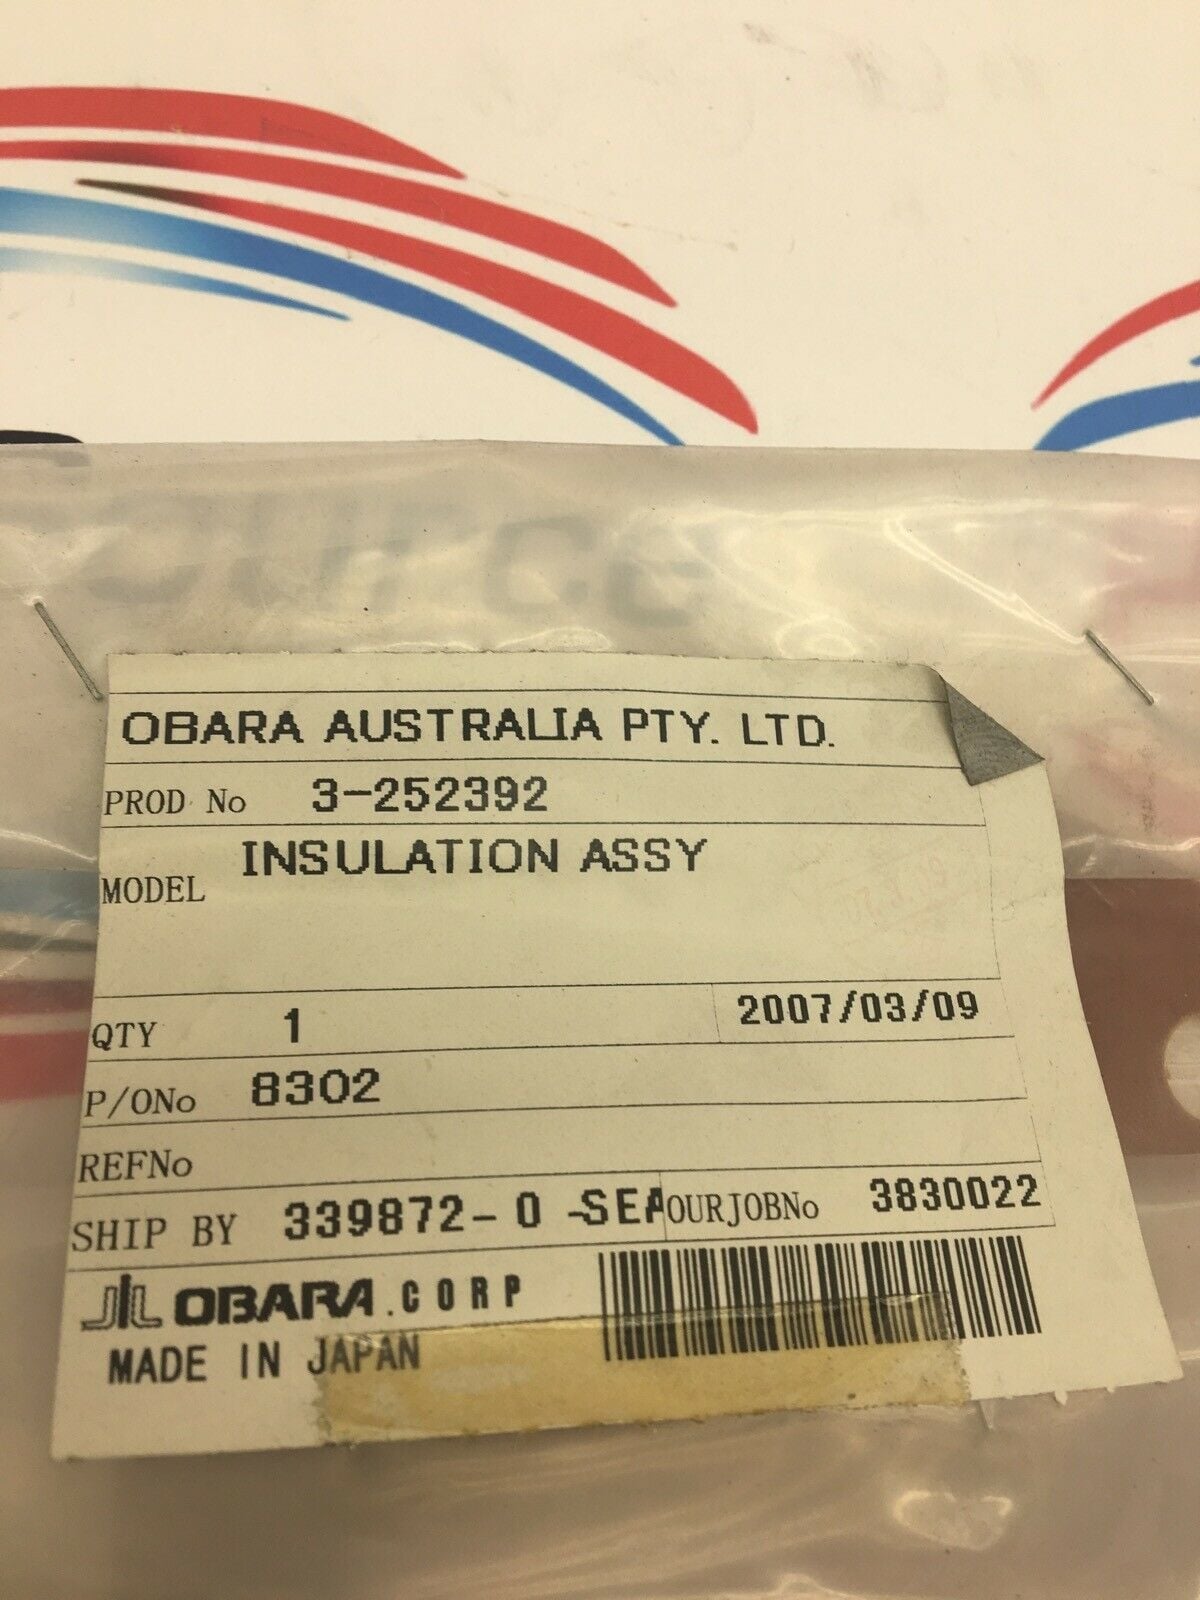 OBARA AUSTRALIA PTY. LTD.
PROD No 3-252392
MODEL INSULATION ASSY
QTY 1 2007/03/09
P/ONo 8302
REFNo
SHIP BY 339872- 0 -SEA OURJOBNo 3830022
OBARA.CORP
MADE IN JAPAN